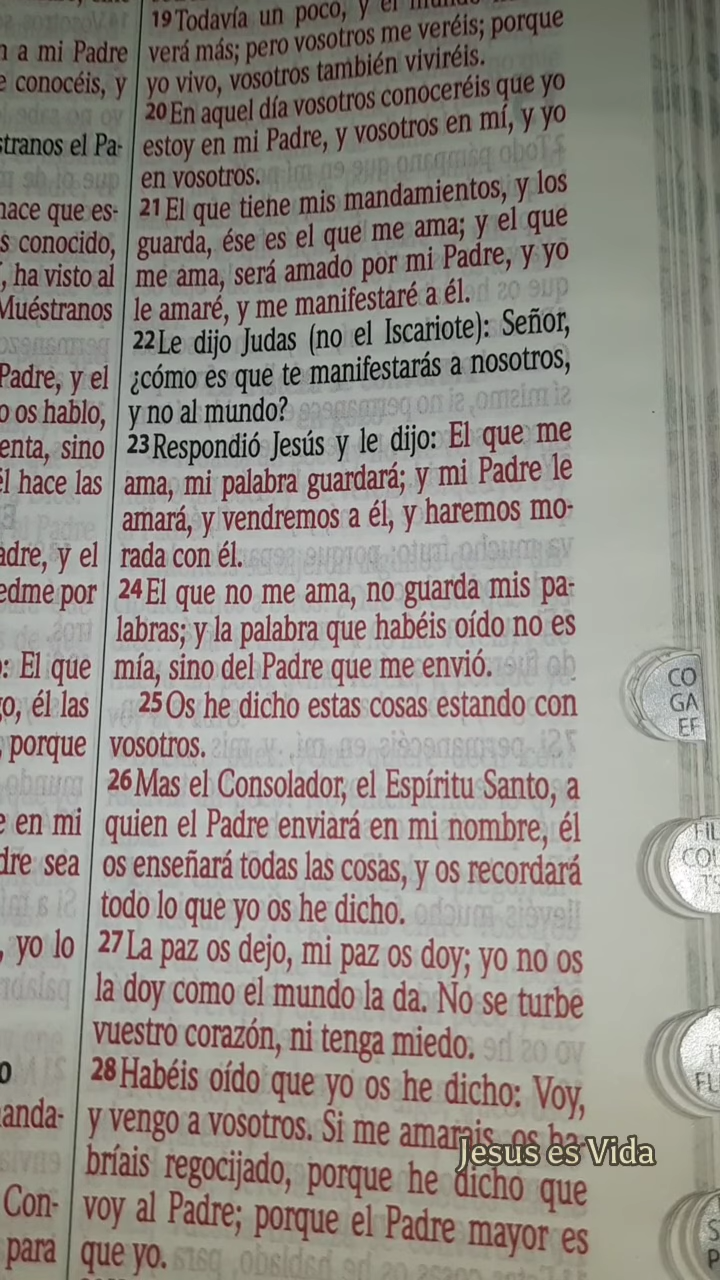 n a mi Padre
e conocéis, y
stranos el Pa-
hace que es-
s conocido,
, ha visto al
Muéstranos
Padre, y el
o os hablo,
enta, sino
él hace las
adre, y el
edme por
: El que
go, él las
, porque
e en mi
dre sea
, yo lo
o
anda-
Con-
para
19 Todavía un poco, y el
verá más; pero vosotros me veréis; porque
yo vivo, vosotros también viviréis.
20 En aquel día vosotros conoceréis que yo
estoy en mi Padre, y vosotros en mí, y yo
en vosotros.
21 El que tiene mis mandamientos, y los
guarda, ése es el que me ama; y el que
me ama, será amado por mi Padre, y yo
le amaré, y me manifestaré a él.
22 Le dijo Judas (no el Iscariote): Señor,
¿cómo es que te manifestarás a nosotros,
y no al mundo?
23 Respondió Jesús y le dijo: El que me
ama, mi palabra guardará; y mi Padre le
amará, y vendremos a él, y haremos mo-
rada con él.
24 El que no me ama, no guarda mis pa-
labras; y la palabra que habéis oído no es
mía, sino del Padre que me envió.
25 Os he dicho estas cosas estando con
vosotros.
26 Mas el Consolador, el Espíritu Santo, a
quien el Padre enviará en mi nombre, él
os enseñará todas las cosas, y os recordará
todo lo que yo os he dicho.
27 La paz os dejo, mi paz os doy; yo no os
la doy como el mundo la da. No se turbe
vuestro corazón, ni tenga miedo.
28 Habéis oído que yo os he dicho: Voy,
y vengo a vosotros. Si me amarais, os ha-
bríais regocijado, porque he dicho que
voy al Padre; porque el Padre mayor es
que yo.
Jesus es Vida
CO
GA
EF
FIL
COL
TS
FL